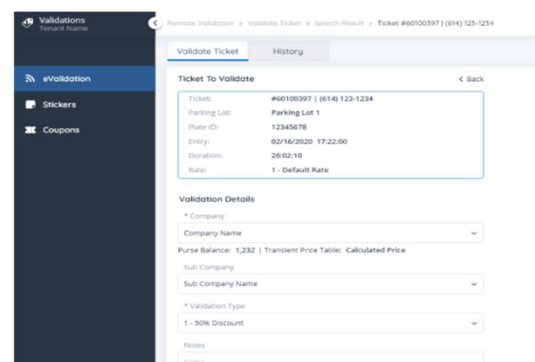 Validations
Tenant Name
Remote Validation > Validate Ticket > Search Result > Ticket #60100397 | (614) 123-1234
Validate Ticket
History
eValidation
Stickers
Coupons
Ticket To Validate
< Back
Ticket: #60100397 | (614) 123-1234
Parking Lot: Parking Lot 1
Plate ID: 12345678
Entry: 02/16/2020 17:22:00
Duration: 26:02:10
Rate: 1 - Default Rate
Validation Details
* Company
Company Name
Purse Balance: 1,232 | Transient Price Table: Calculated Price
Sub Company
Sub Company Name
* Validation Type
1 - 50% Discount
Notes